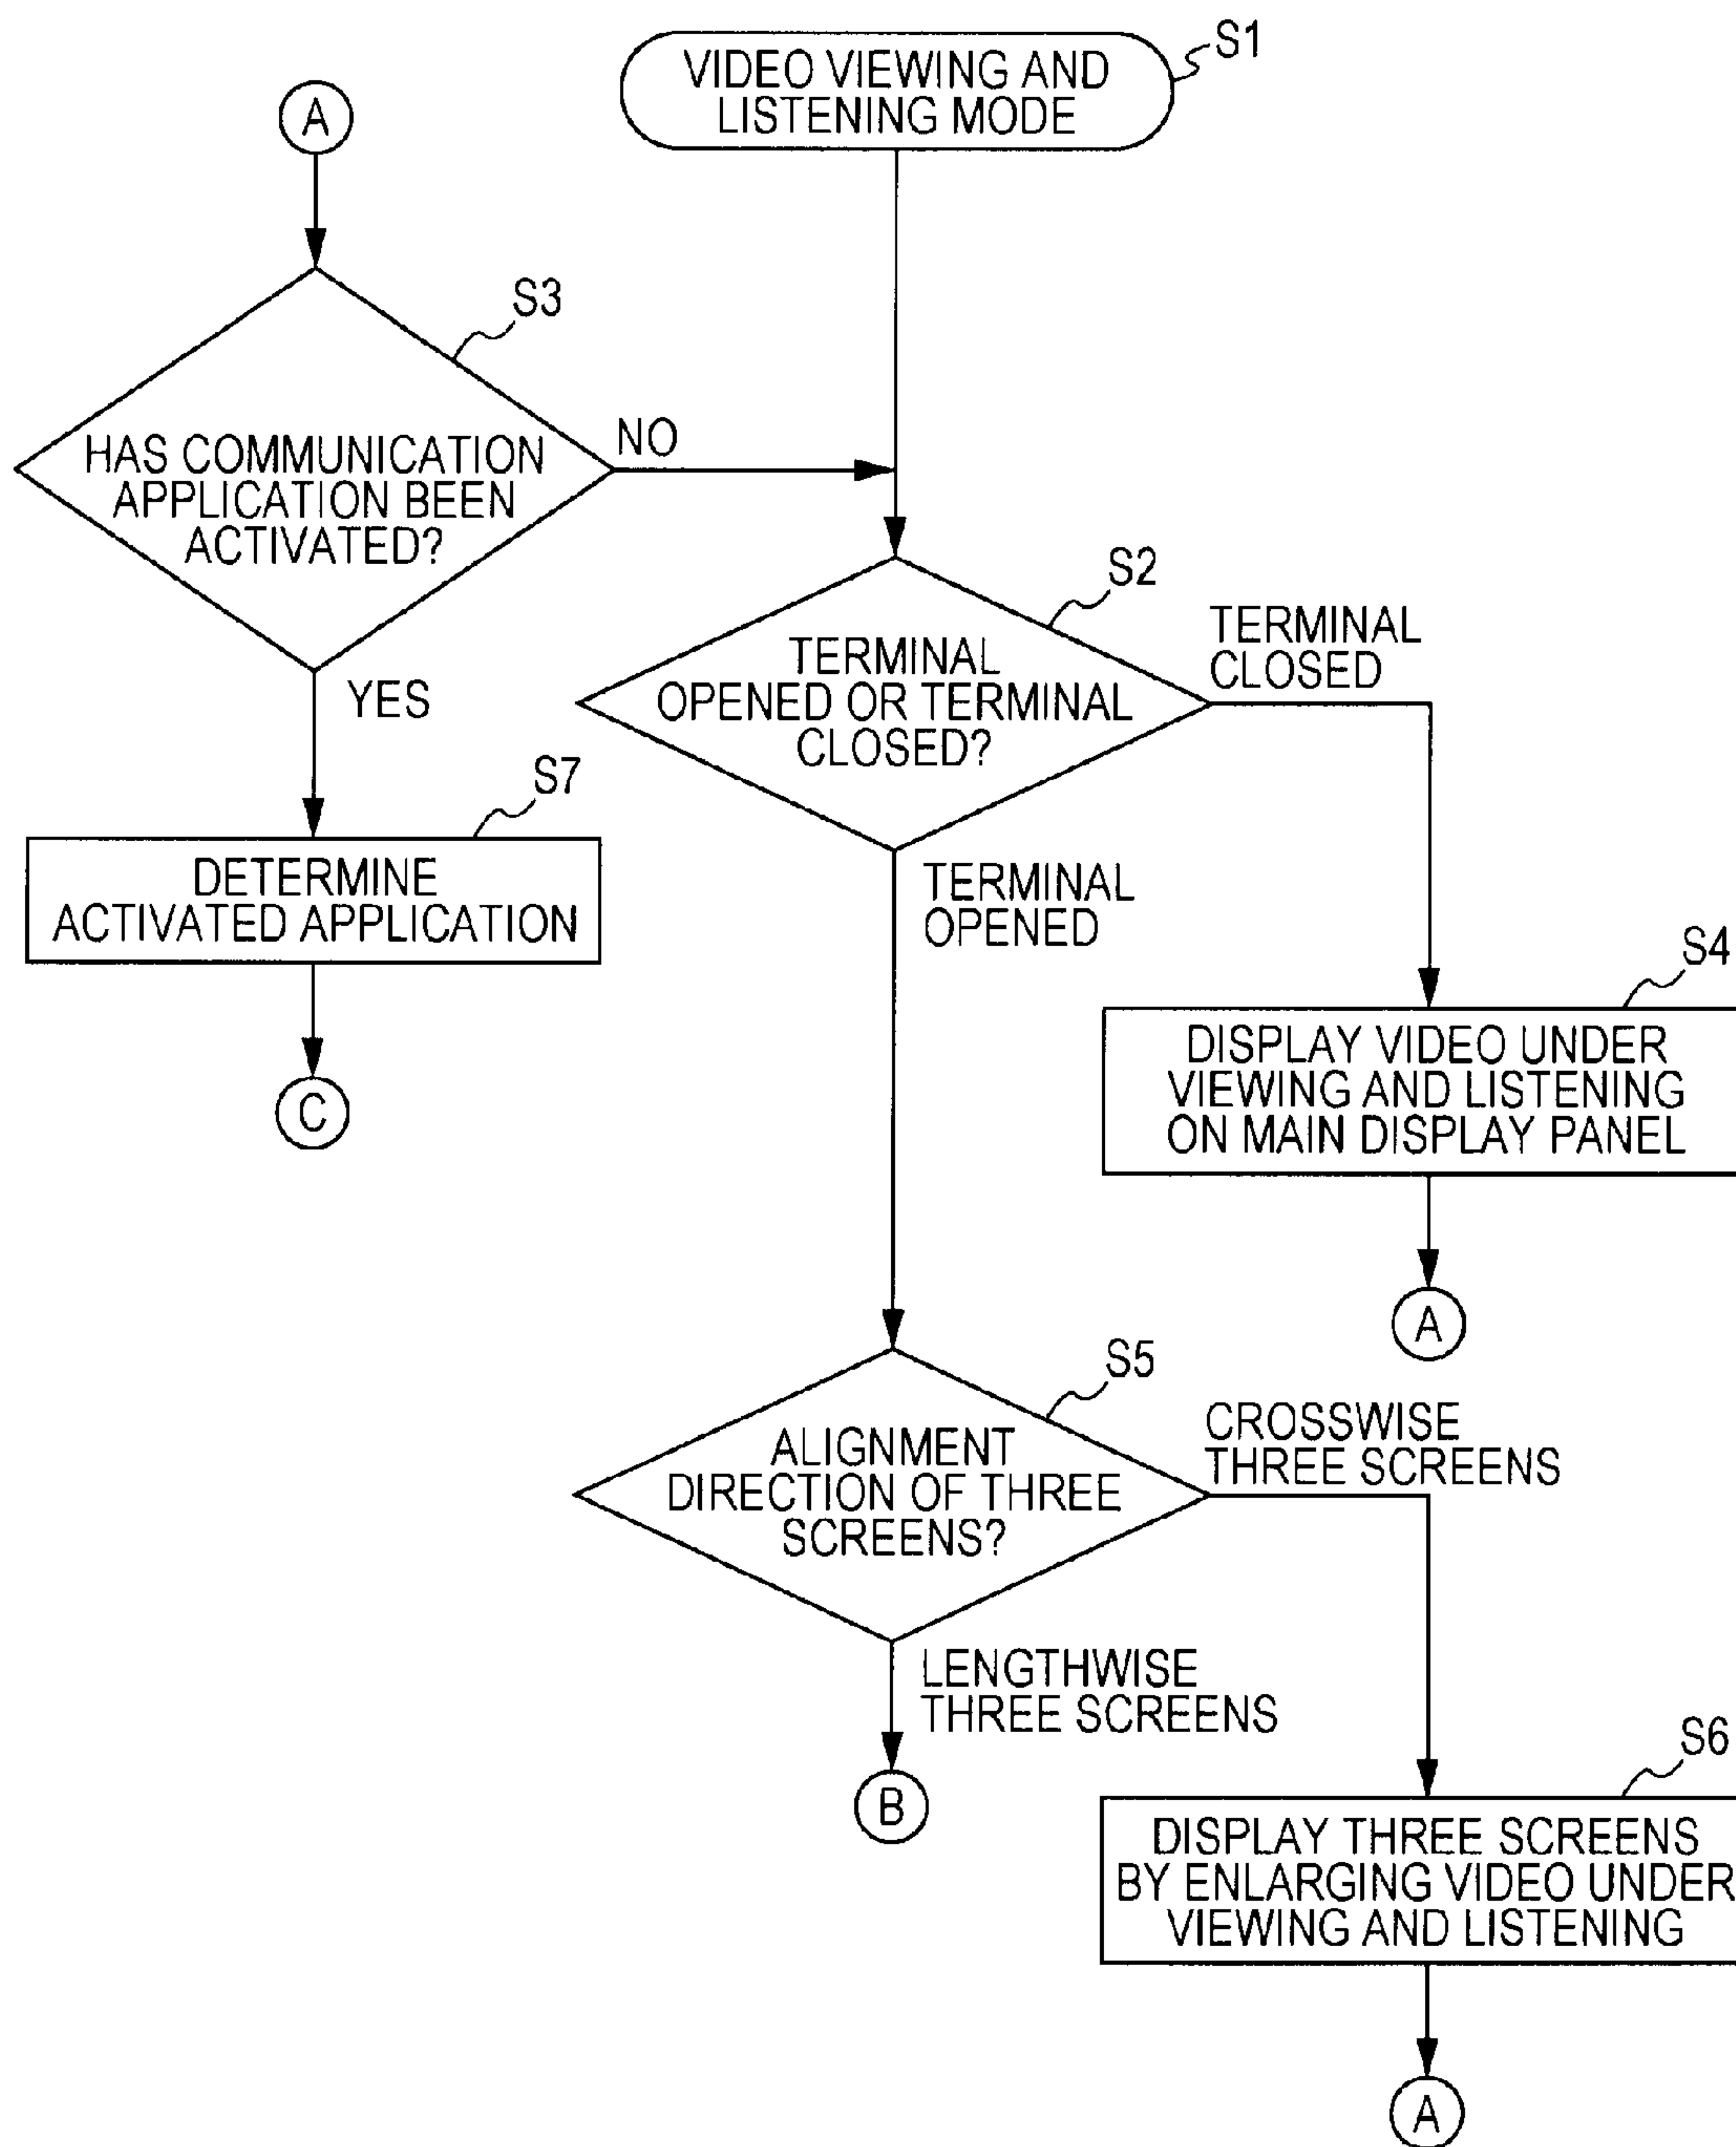 S1
VIDEO VIEWING AND
LISTENING MODE
A
S3
HAS COMMUNICATION
APPLICATION BEEN
ACTIVATED?
NO
YES
S2
TERMINAL
OPENED OR TERMINAL
CLOSED?
TERMINAL
CLOSED
TERMINAL
OPENED
S7
DETERMINE
ACTIVATED APPLICATION
C
S4
DISPLAY VIDEO UNDER
VIEWING AND LISTENING
ON MAIN DISPLAY PANEL
A
S5
ALIGNMENT
DIRECTION OF THREE
SCREENS?
CROSSWISE
THREE SCREENS
LENGTHWISE
THREE SCREENS
B
S6
DISPLAY THREE SCREENS
BY ENLARGING VIDEO UNDER
VIEWING AND LISTENING
A